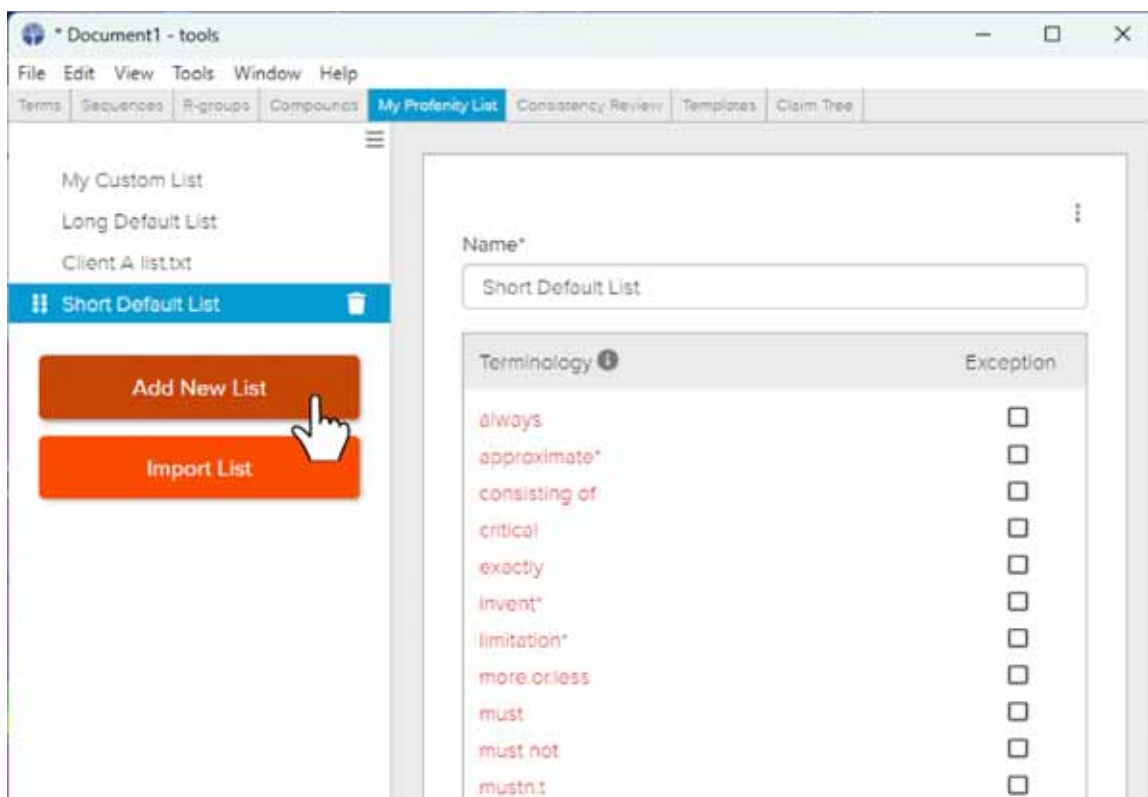 * Document1 - tools
File Edit View Tools Window Help
Terms Sequences R-groups Compounds My Profenity List Consistency Review Templates Claim Tree
My Custom List
Long Default List
Client A list.txt
Short Default List
Add New List
Import List
Name*
Short Default List
Terminology Exception
always
approximate*
consisting of
critical
exactly
invent*
limitation*
more.or.less
must
must not
mustn.t